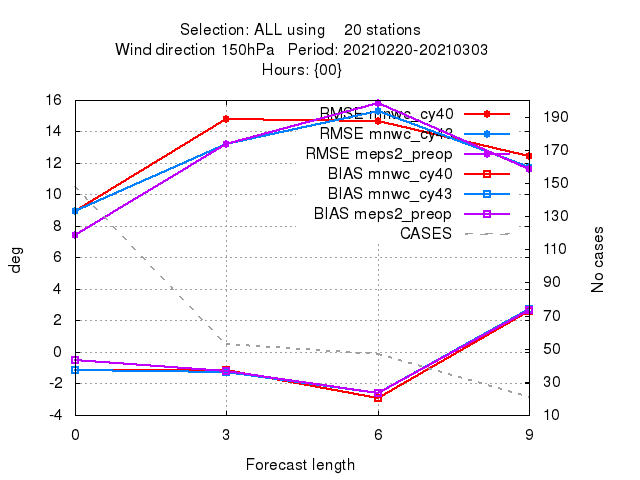 Selection: ALL using 20 stations
Wind direction 150hPa Period: 20210220-20210303
Hours: {00}
16
14
12
10
8
6
4
2
0
-2
-4
deg
RMSE mnwc_cy40
RMSE mnwc_cy43
RMSE meps2_preop
BIAS mnwc_cy40
BIAS mnwc_cy43
BIAS meps2_preop
CASES
190
170
150
130
110
90
70
50
30
10
No cases
0 3 6 9
Forecast length